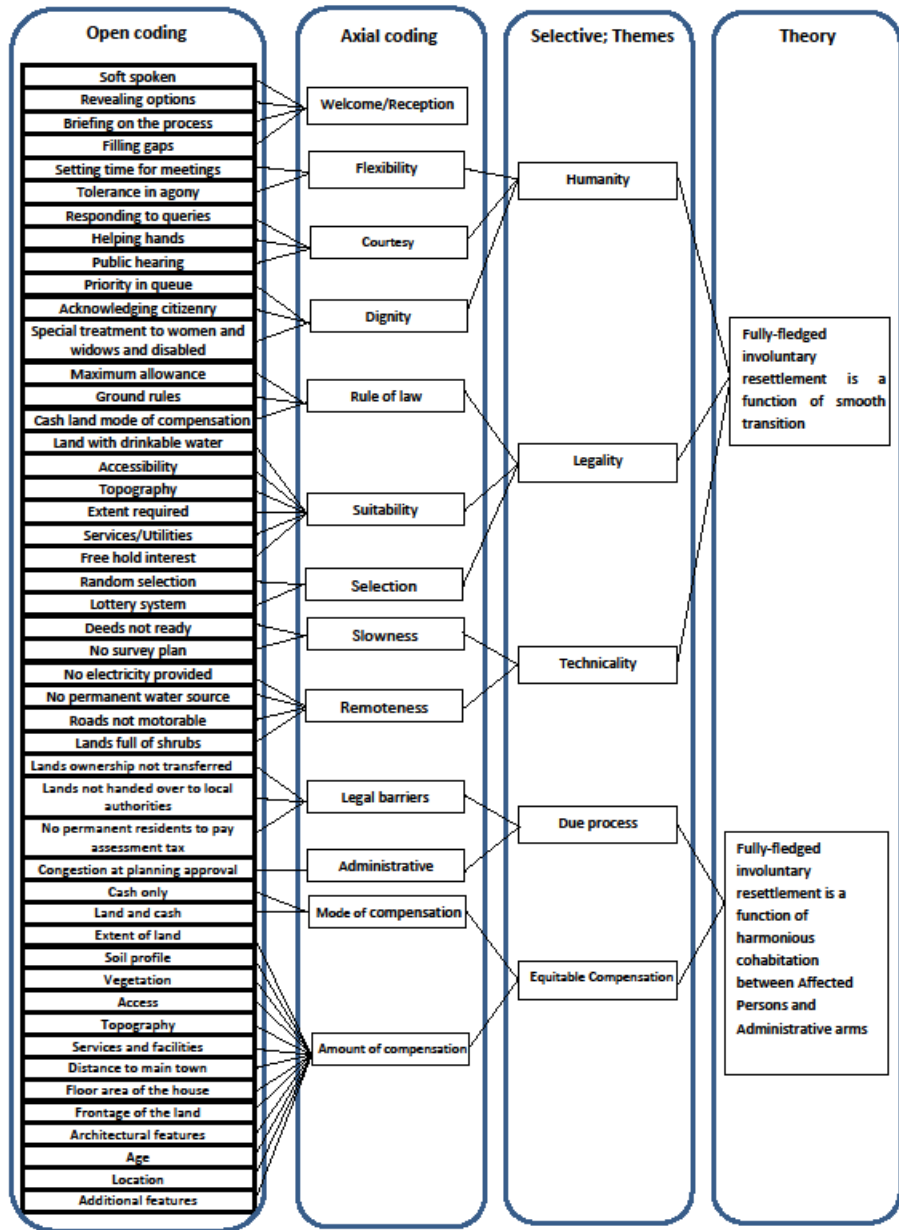 Open coding
Soft spoken
Revealing options
Briefing on the process
Filling gaps
Setting time for meetings
Tolerance in agony
Responding to queries
Helping hands
Public hearing
Priority in queue
Acknowledging citizenry
Special treatment to women and
widows and disabled
Maximum allowance
Ground rules
Cash land mode of compensation
Land with drinkable water
Accessibility
Topography
Extent required
Services/Utilities
Free hold interest
Random selection
Lottery system
Deeds not ready
No survey plan
No electricity provided
No permanent water source
Roads not motorable
Lands full of shrubs
Lands ownership not transferred
Lands not handed over to local
authorities
No permanent residents to pay
assessment tax
Congestion at planning approval
Cash only
Land and cash
Extent of land
Soil profile
Vegetation
Access
Topography
Services and facilities
Distance to main town
Floor area of the house
Frontage of the land
Architectural features
Age
Location
Additional features
Axial coding
Welcome/Reception
Flexibility
Courtesy
Dignity
Rule of law
Suitability
Selection
Slowness
Remoteness
Legal barriers
Administrative
Mode of compensation
Amount of compensation
Selective; Themes
Humanity
Legality
Technicality
Due process
Equitable Compensation
Theory
Fully-fledged
involuntary
resettlement is a
function of smooth
transition
Fully-fledged
involuntary
resettlement is a
function of
harmonious
cohabitation
between Affected
Persons and
Administrative arms